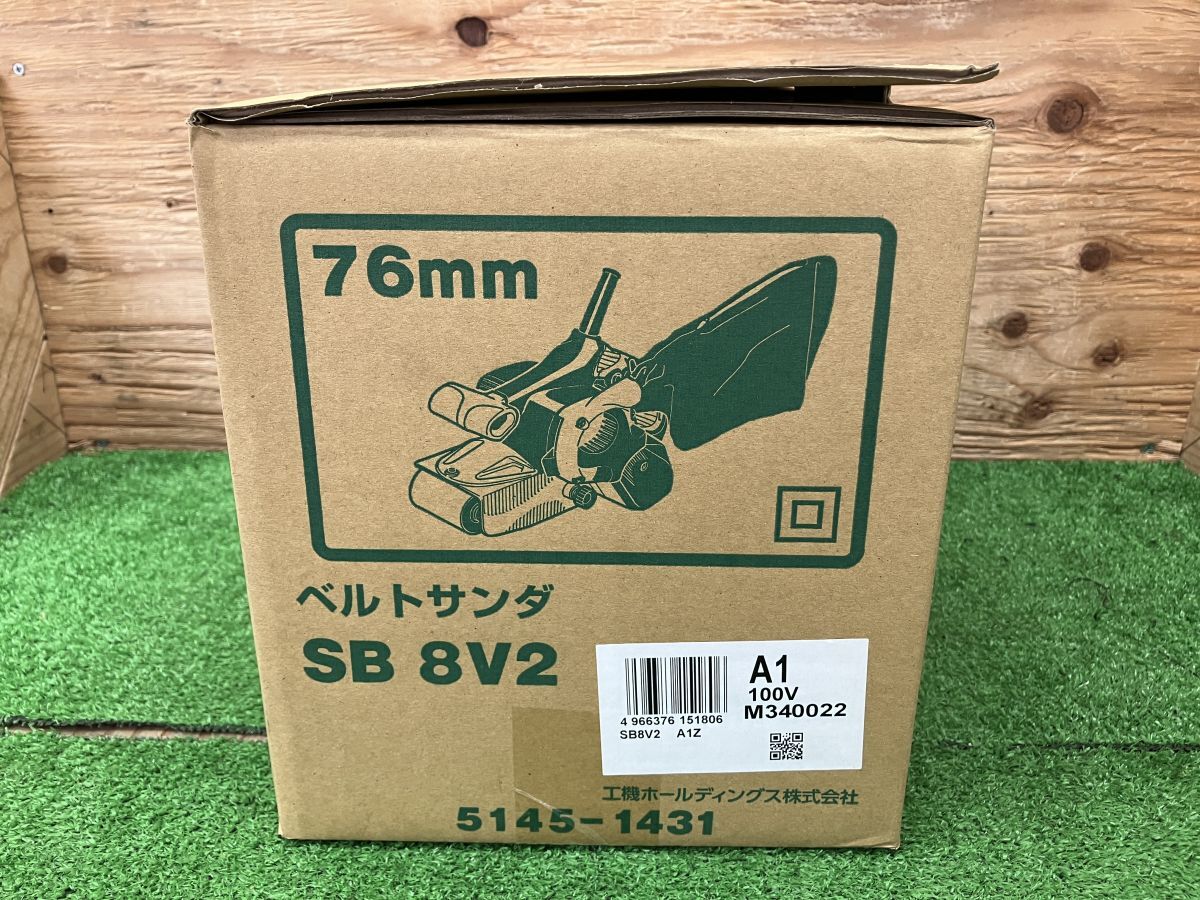 76mm
ベルトサンダ
SB 8V2
A1
100V
M340022
4 966376 151806
SB8V2 A1Z
工機ホールディングス株式会社
5145-1431